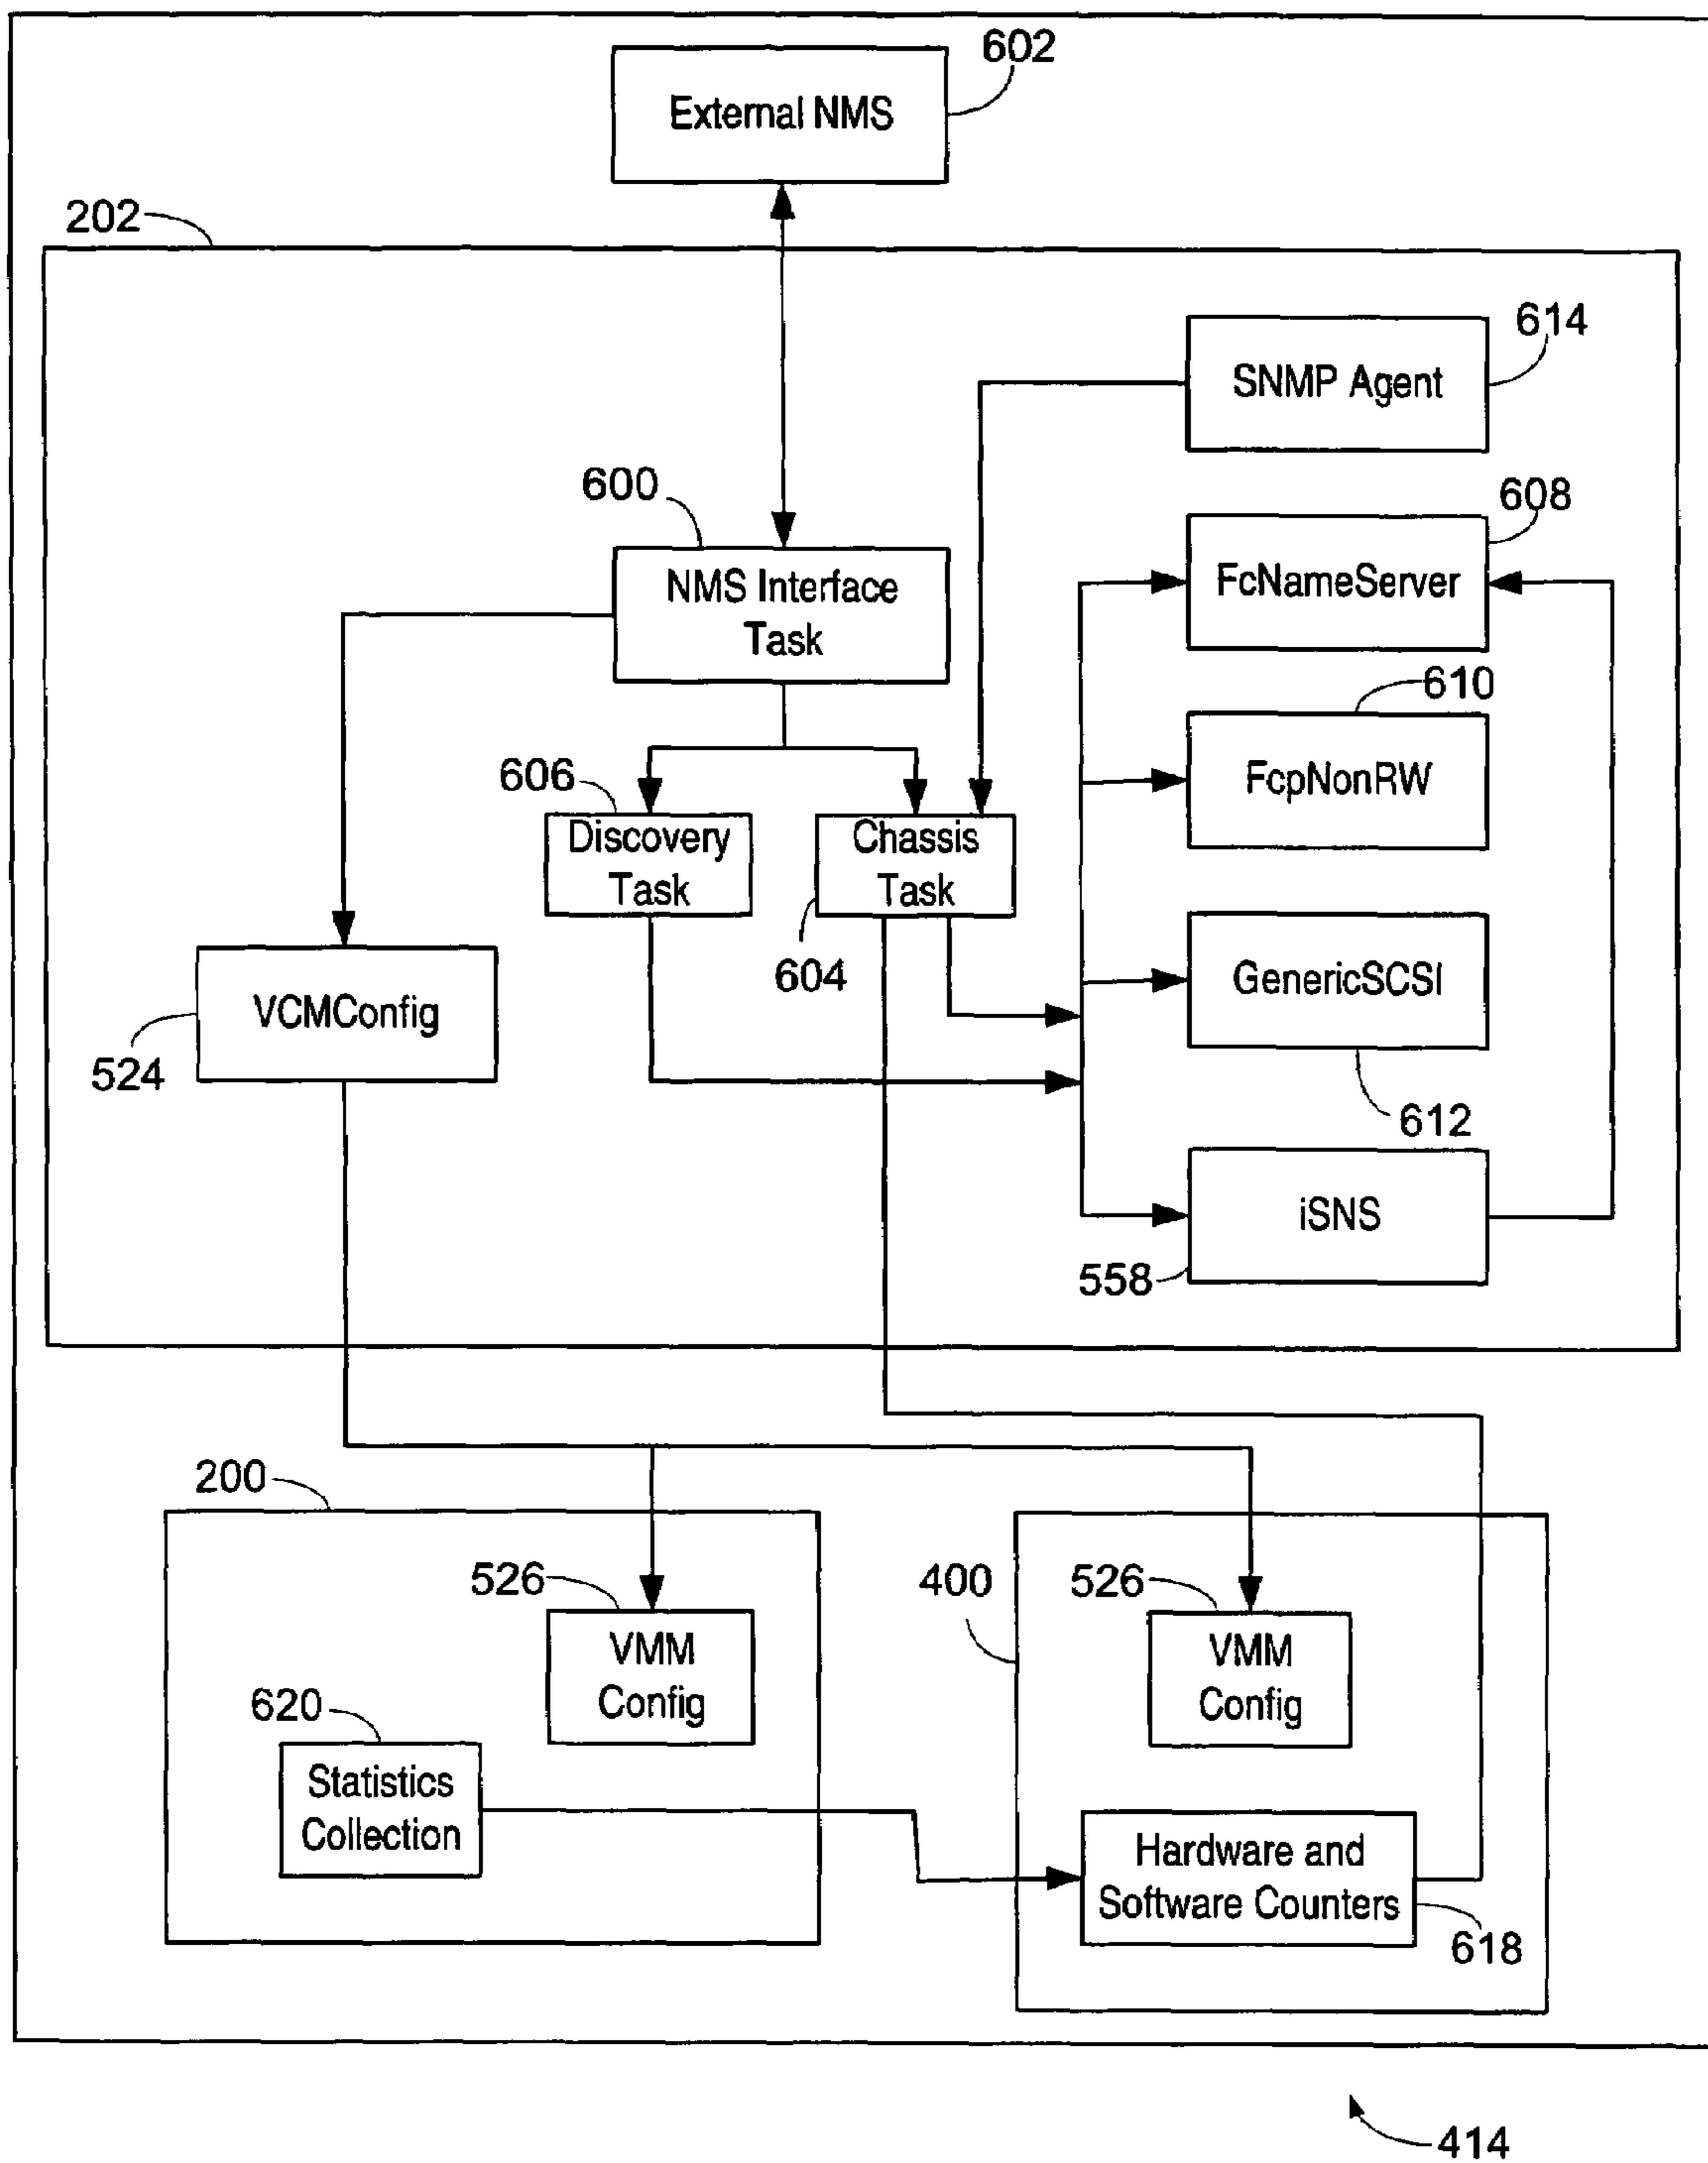 602
External NMS
202
614
SNMP Agent
600
608
NMS Interface
Task
FcNameServer
610
606
FcpNonRW
Discovery
Task
Chassis
Task
604
GenericSCSI
VCMConfig
524
612
iSNS
558
200
526
400
526
VMM
Config
VMM
Config
620
Statistics
Collection
Hardware and
Software Counters
618
414